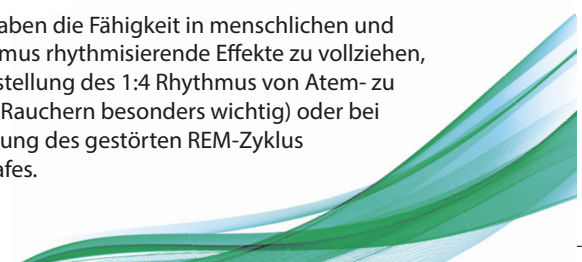 aben die Fähigkeit in menschlichen und
mus rhythmisierende Effekte zu vollziehen,
stellung des 1:4 Rhythmus von Atem- zu
Rauchern besonders wichtig) oder bei
ung des gestörten REM-Zyklus
afes.